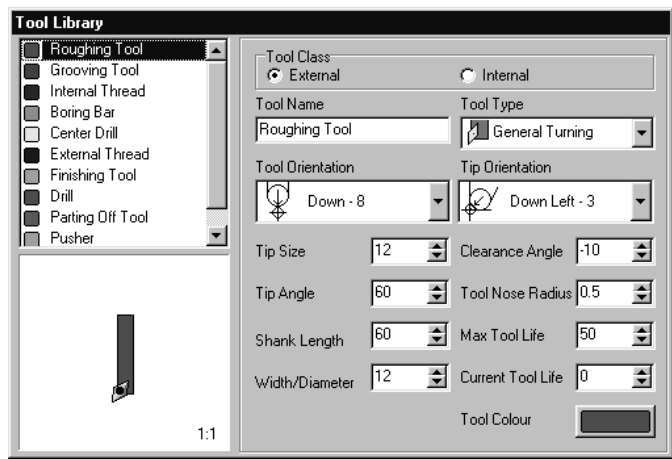 Tool Library
Roughing Tool
Grooving Tool
Internal Thread
Boring Bar
Center Drill
External Thread
Finishing Tool
Drill
Parting Off Tool
Pusher
1:1
Tool Class
External Internal
Tool Name Tool Type
Roughing Tool General Turning
Tool Orientation Tip Orientation
Down - 8 Down Left - 3
Tip Size 12 Clearance Angle -10
Tip Angle 60 Tool Nose Radius 0.5
Shank Length 60 Max Tool Life 50
Width/Diameter 12 Current Tool Life 0
Tool Colour